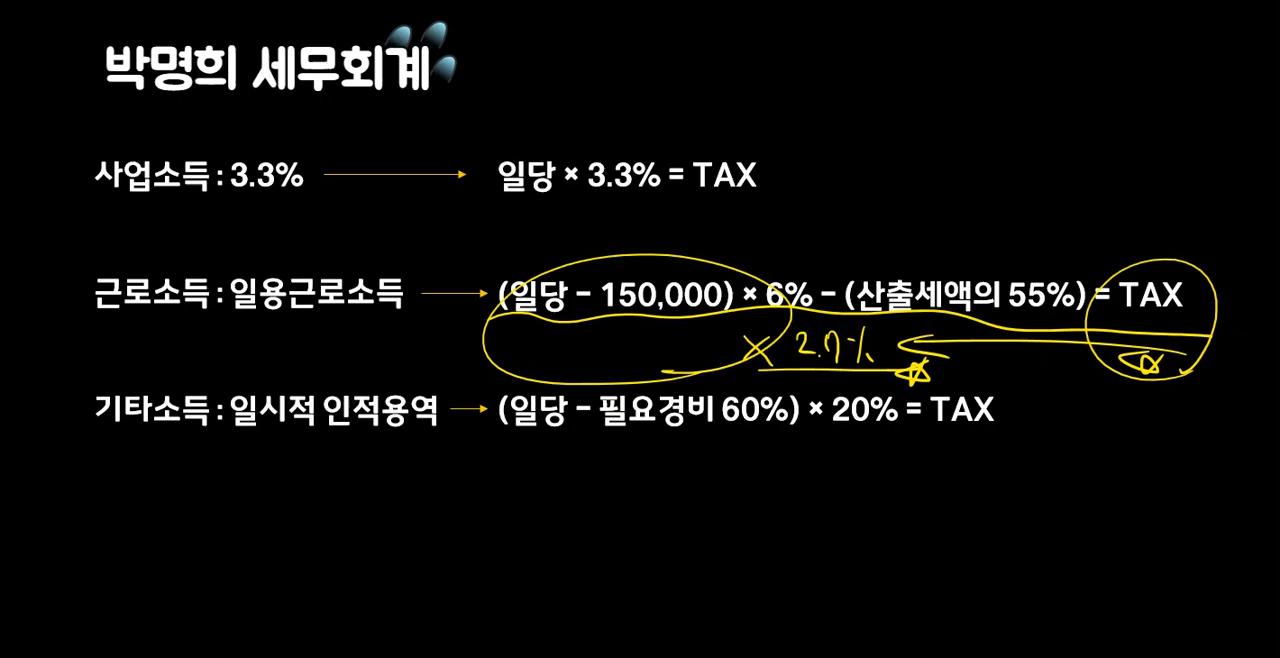 박명희 세무회계
사업소득 : 3.3% → 일당 × 3.3% = TAX
근로소득 : 일용근로소득 → (일당 - 150,000) × 6% - (산출세액의 55%) = TAX
× 2.7%
기타소득 : 일시적 인적용역 → (일당 - 필요경비 60%) × 20% = TAX